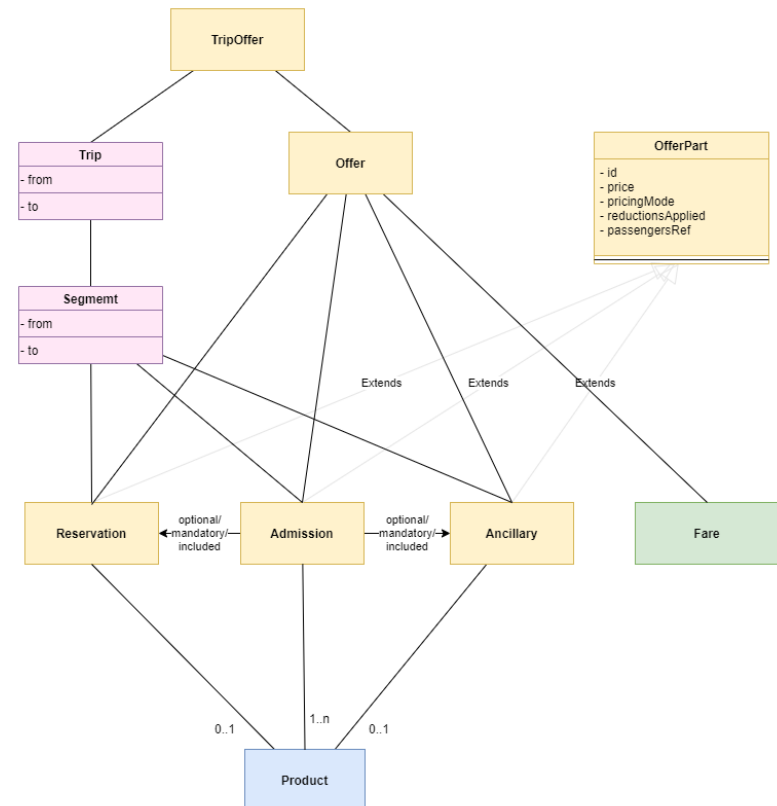 TripOffer
Trip
- from
- to
Offer
OfferPart
- id
- price
- pricingMode
- reductionsApplied
- passengersRef
Segmemt
- from
- to
Extends
Extends
Extends
Reservation
optional/
mandatory/
included
Admission
optional/
mandatory/
included
Ancillary
Fare
0..1
1..n
0..1
Product